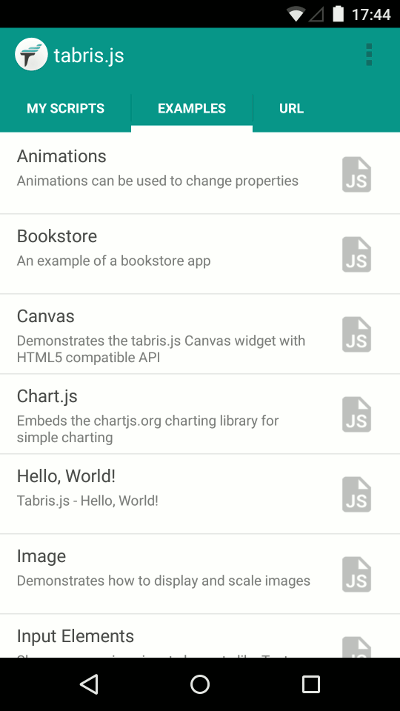 17:44
tabris.js
MY SCRIPTS EXAMPLES URL
Animations
Animations can be used to change properties
JS
Bookstore
An example of a bookstore app
JS
Canvas
Demonstrates the tabris.js Canvas widget with
HTML5 compatible API
JS
Chart.js
Embeds the chartjs.org charting library for
simple charting
JS
Hello, World!
Tabris.js - Hello, World!
JS
Image
Demonstrates how to display and scale images
JS
Input Elements